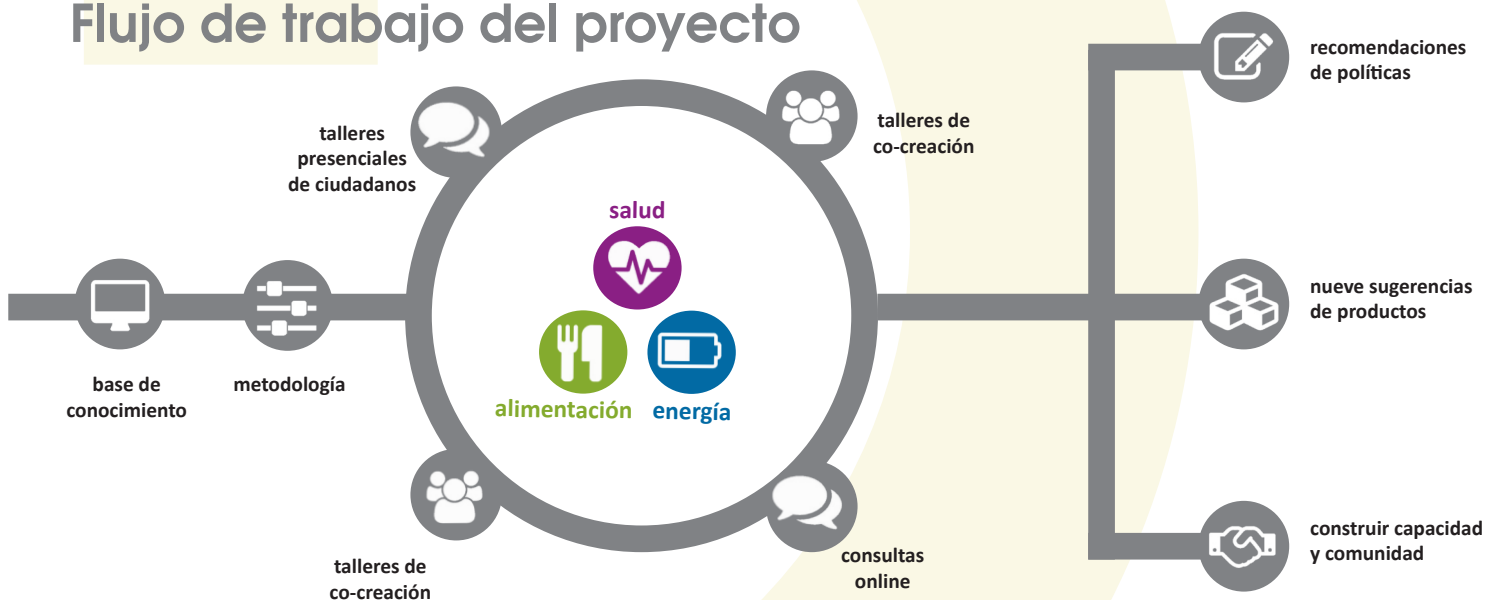 Flujo de trabajo del proyecto
base de
conocimiento
metodología
talleres
presenciales
de ciudadanos
talleres de
co-creación
salud
alimentación
energía
talleres de
co-creación
consultas
online
recomendaciones
de políticas
nueve sugerencias
de productos
construir capacidad
y comunidad